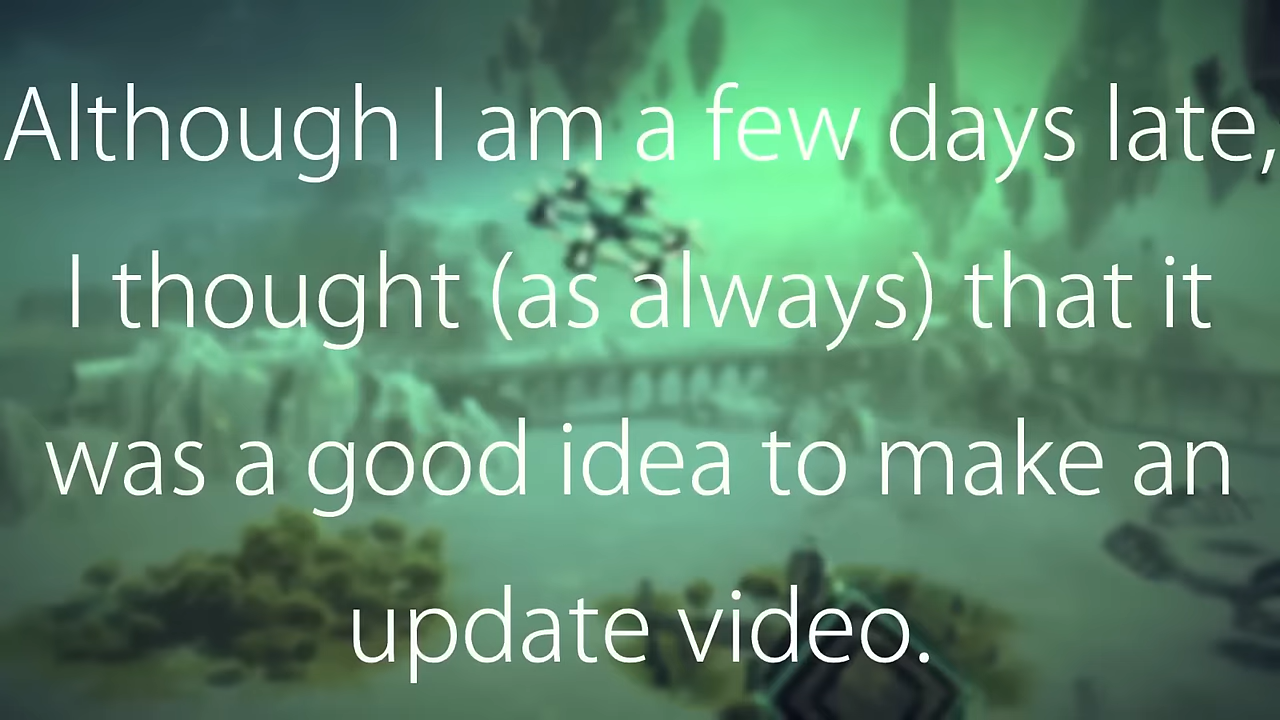 Although I am a few days late,
I thought (as always) that it
was a good idea to make an
update video.